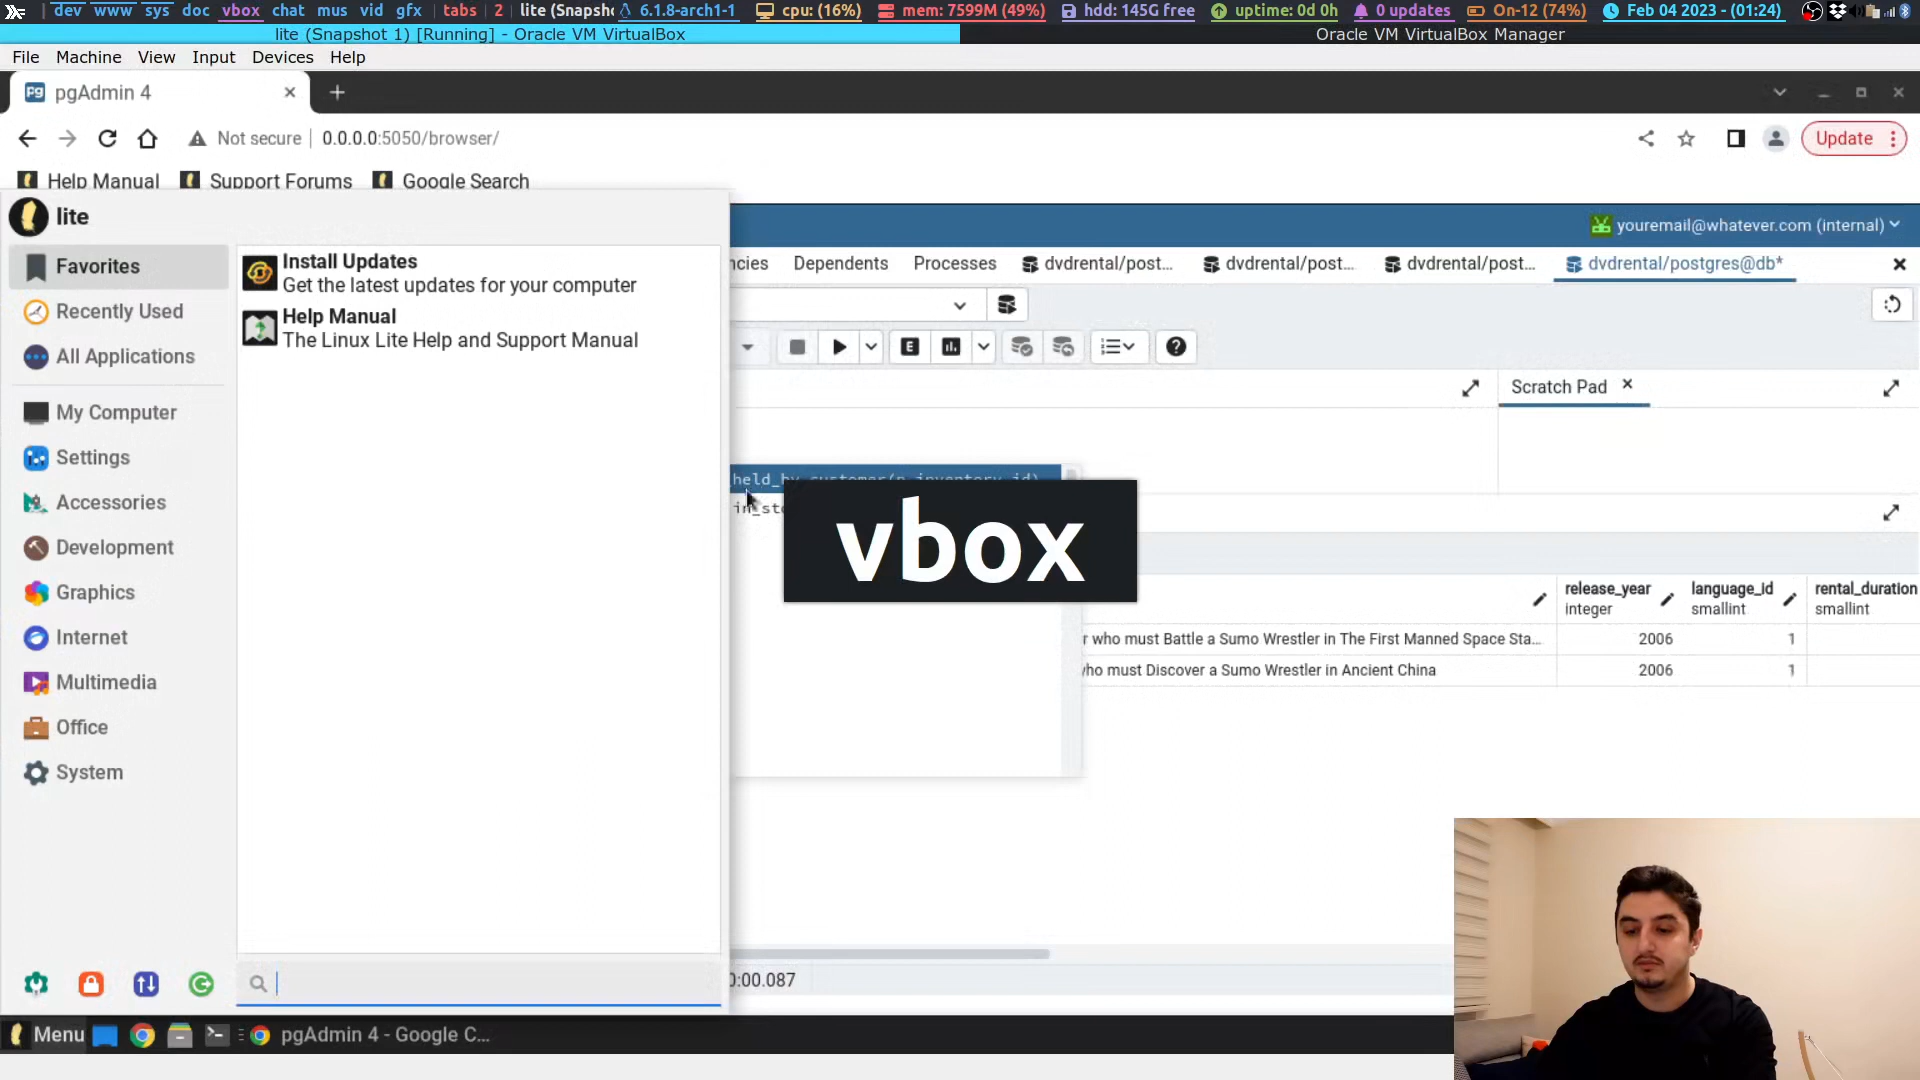 dev www sys doc vbox chat mus vid gfx tabs 2 lite (Snapsh 6.1.8-arch1-1 cpu: (16%) mem: 7599M (49%) hdd: 145G free uptime: 0d 0h 0 updates On-12 (74%) Feb 04 2023 - (01:24)
lite (Snapshot 1) [Running] - Oracle VM VirtualBox Oracle VM VirtualBox Manager
File Machine View Input Devices Help
pgAdmin 4
Not secure 0.0.0.0:5050/browser/ Update
Help Manual Support Forums Google Search
lite
youremail@whatever.com (internal)
Favorites
Install Updates
Get the latest updates for your computer
ncies Dependents Processes dvdrental/post... dvdrental/post... dvdrental/post... dvdrental/postgres@db*
Recently Used
Help Manual
The Linux Lite Help and Support Manual
All Applications
E
Scratch Pad
My Computer
Settings
_held_by_customer(p_inventory_id)
Accessories
in_st
vbox
Development
Graphics
release_year
integer
language_id
smallint
rental_duration
smallint
Internet
r who must Battle a Sumo Wrestler in The First Manned Space Sta... 2006 1
who must Discover a Sumo Wrestler in Ancient China 2006 1
Multimedia
Office
System
0:00.087
Menu pgAdmin 4 - Google C...